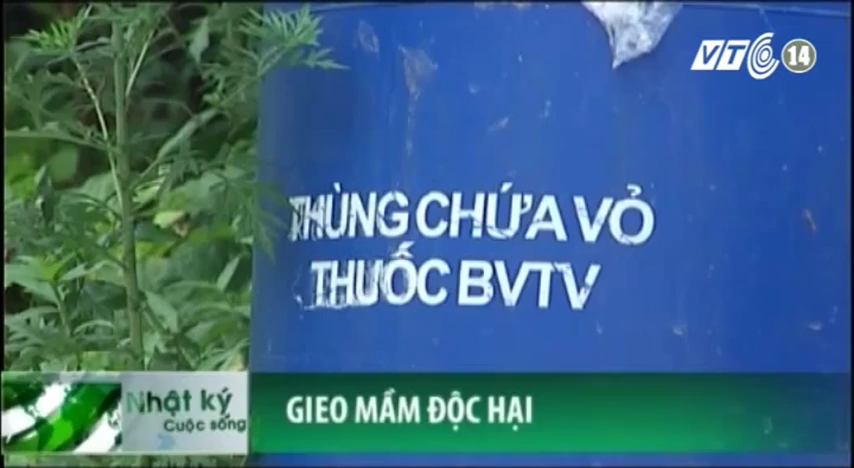 VTC 14
THÙNG CHỨA VỎ
THUỐC BVTV
Nhật ký
Cuộc sống
GIEO MẦM ĐỘC HẠI